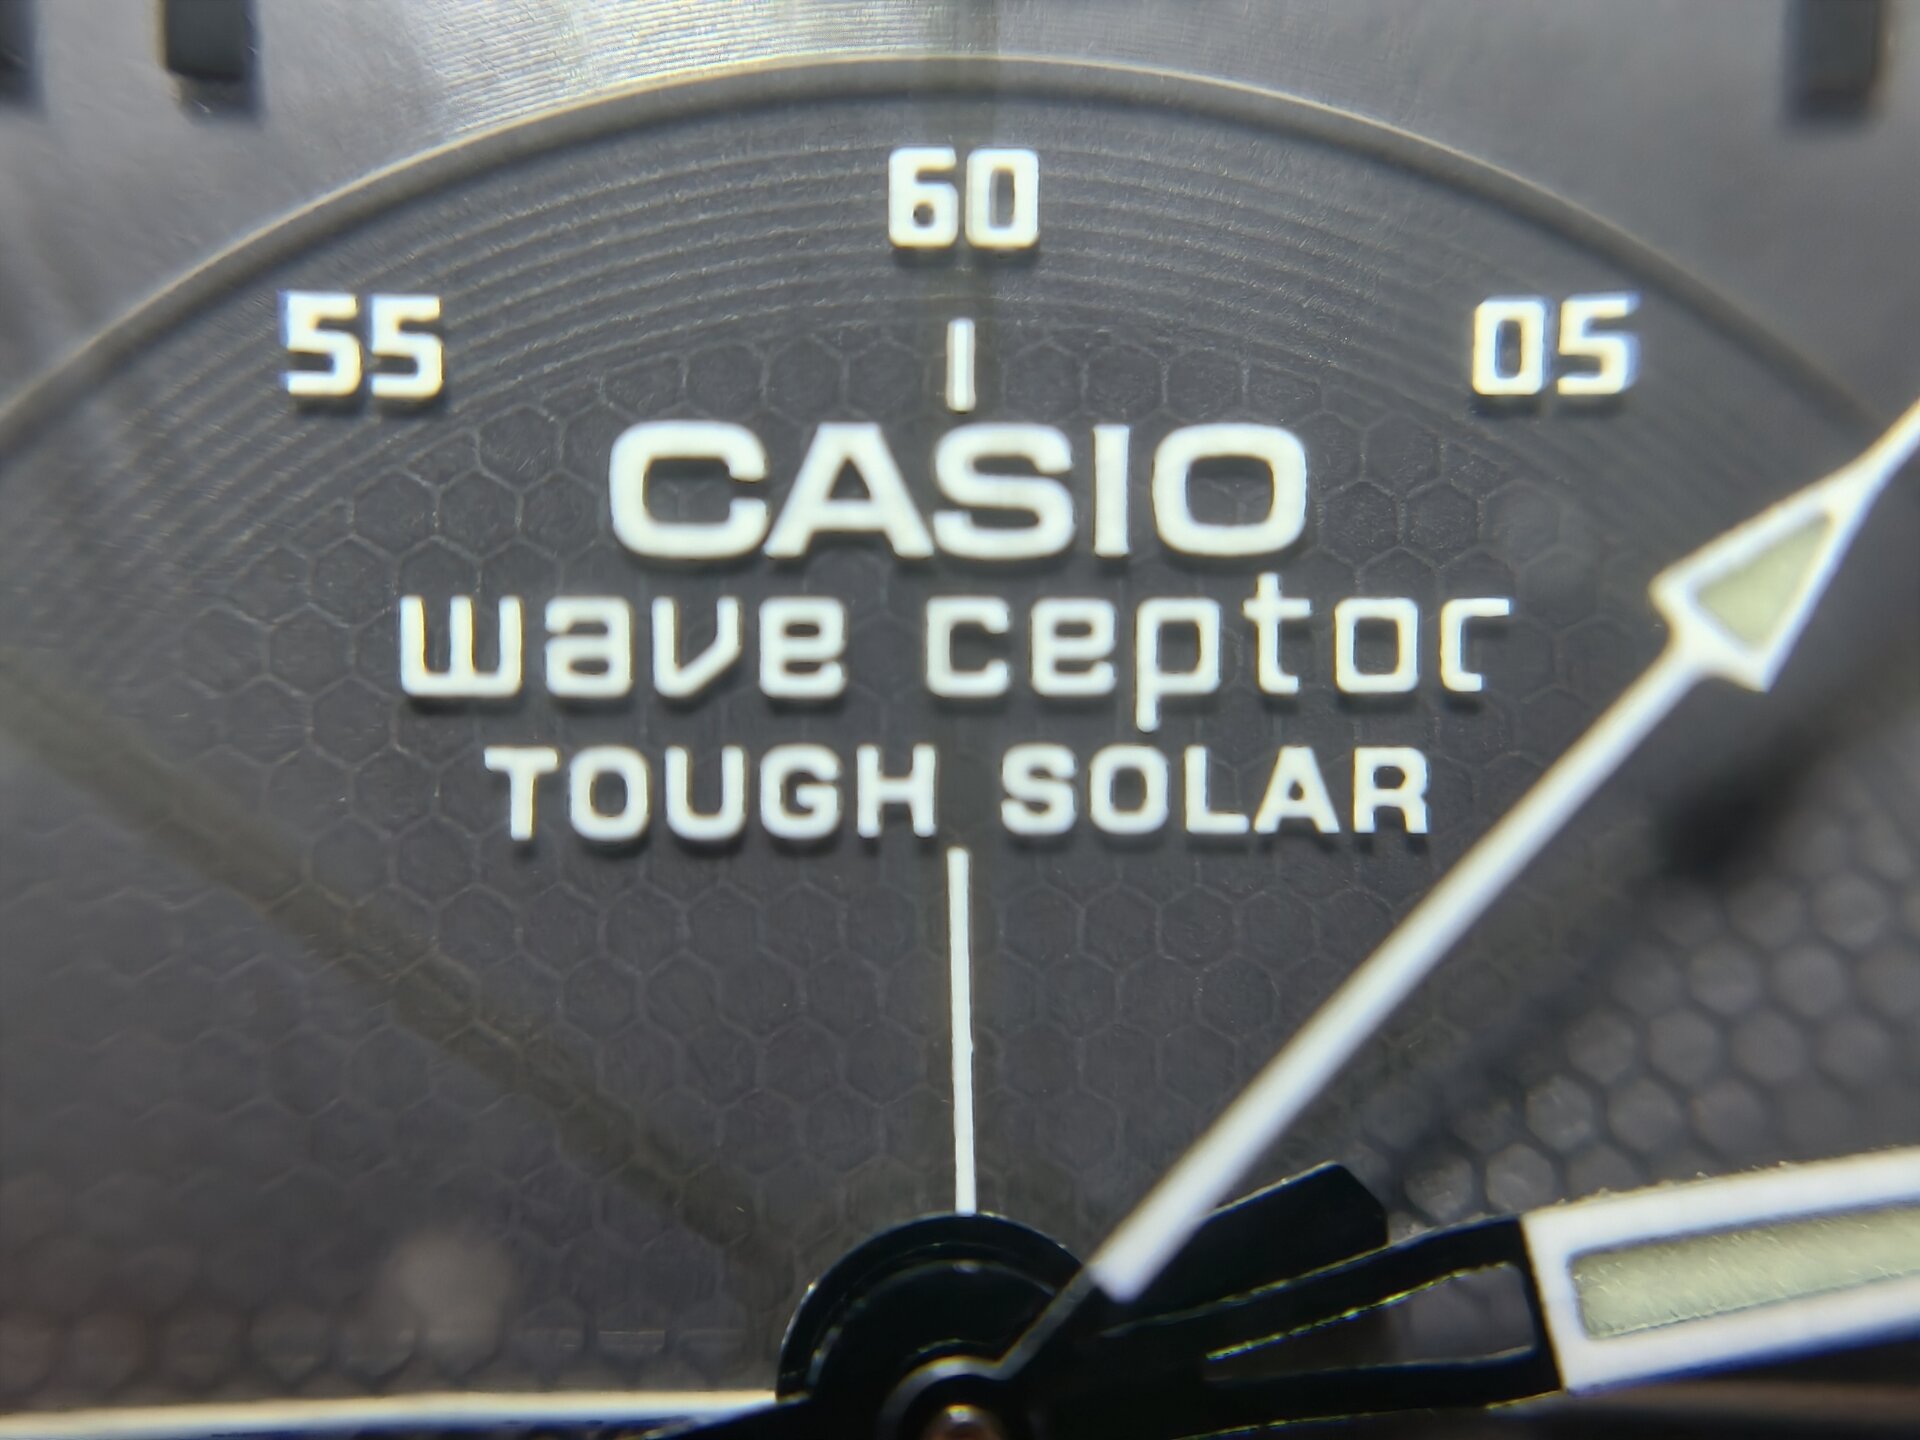 60
55
05
CASIO
wave ceptor
TOUGH SOLAR